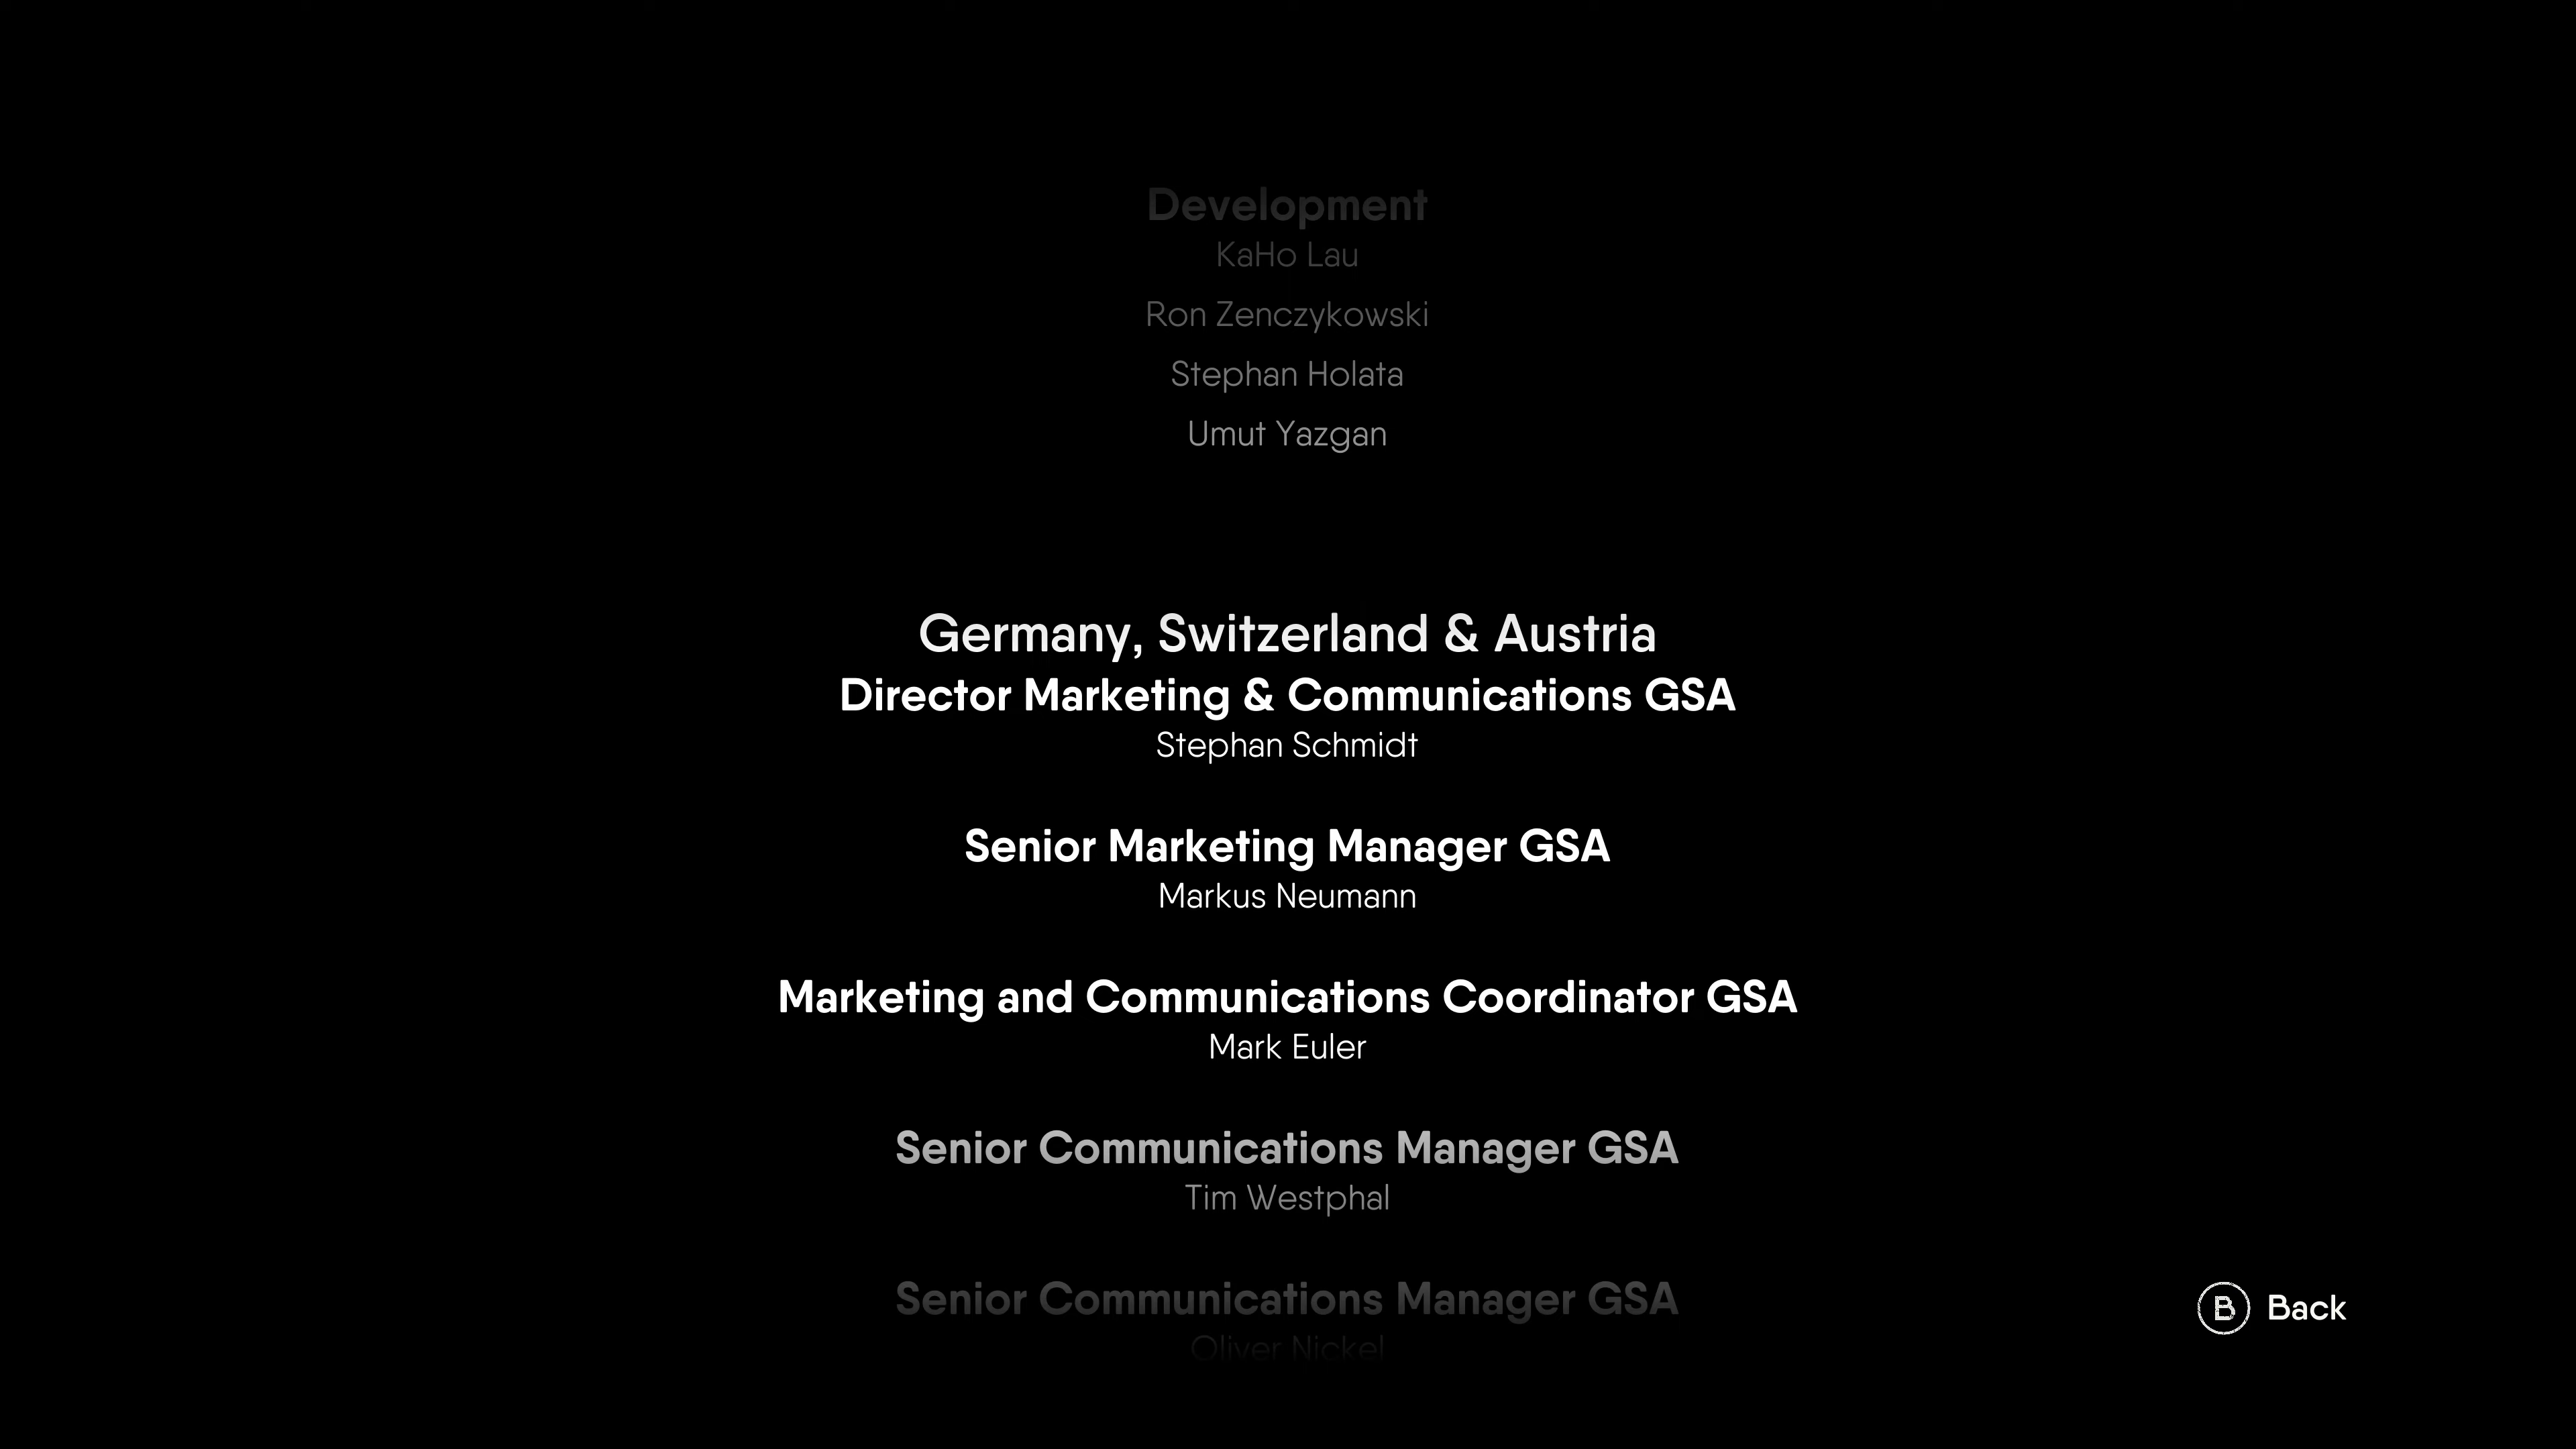 Development
KaHo Lau
Ron Zenczykowski
Stephan Holata
Umut Yazgan
Germany, Switzerland & Austria
Director Marketing & Communications GSA
Stephan Schmidt
Senior Marketing Manager GSA
Markus Neumann
Marketing and Communications Coordinator GSA
Mark Euler
Senior Communications Manager GSA
Tim Westphal
Senior Communications Manager GSA
Oliver Nickel
B Back